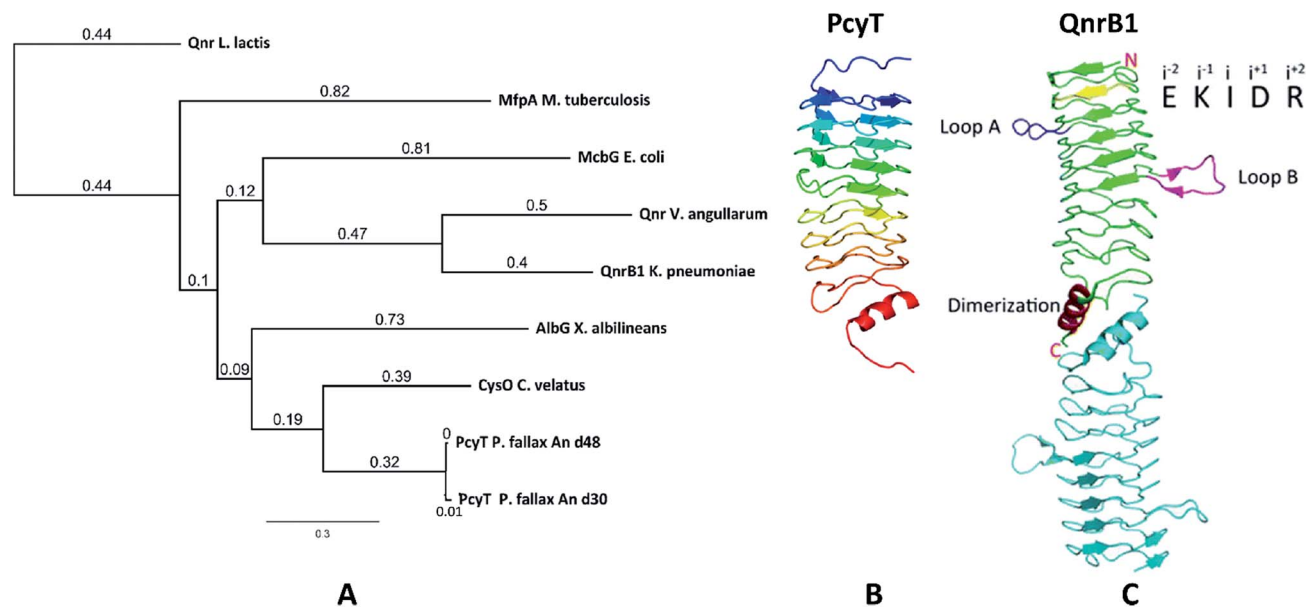 0.44
Qnr L. lactis
0.82
MfpA M. tuberculosis
0.81
McbG E. coli
0.44
0.12
0.5
Qnr V. angullarum
0.47
0.4
QnrB1 K. pneumoniae
0.1
0.73
AlbG X. albilineans
0.09
0.39
CysO C. velatus
0.19
0
PcyT P. fallax An d48
0.32
PcyT P. fallax An d30
0.01
0.3
A
PcyT
B
QnrB1
N
i-2 i-1 i i+1 i+2
E K I D R
Loop A
Loop B
Dimerization
C
C